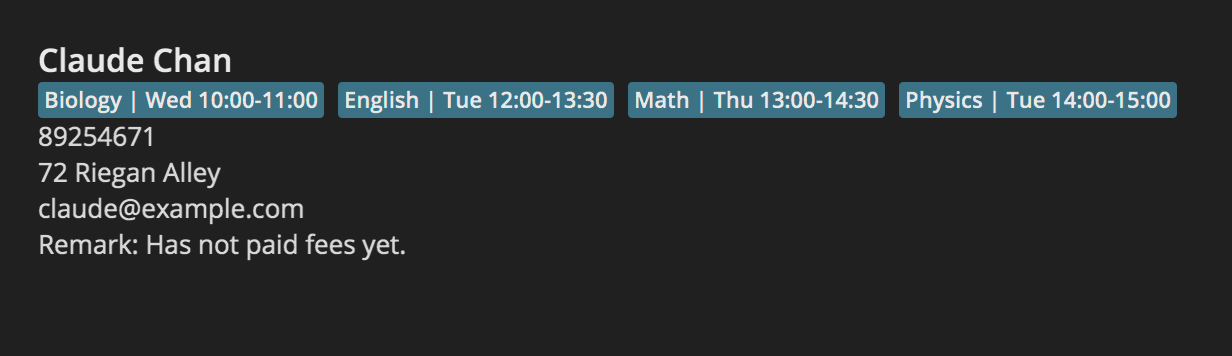 Claude Chan
Biology | Wed 10:00-11:00 English | Tue 12:00-13:30 Math | Thu 13:00-14:30 Physics | Tue 14:00-15:00
89254671
72 Riegan Alley
claude@example.com
Remark: Has not paid fees yet.